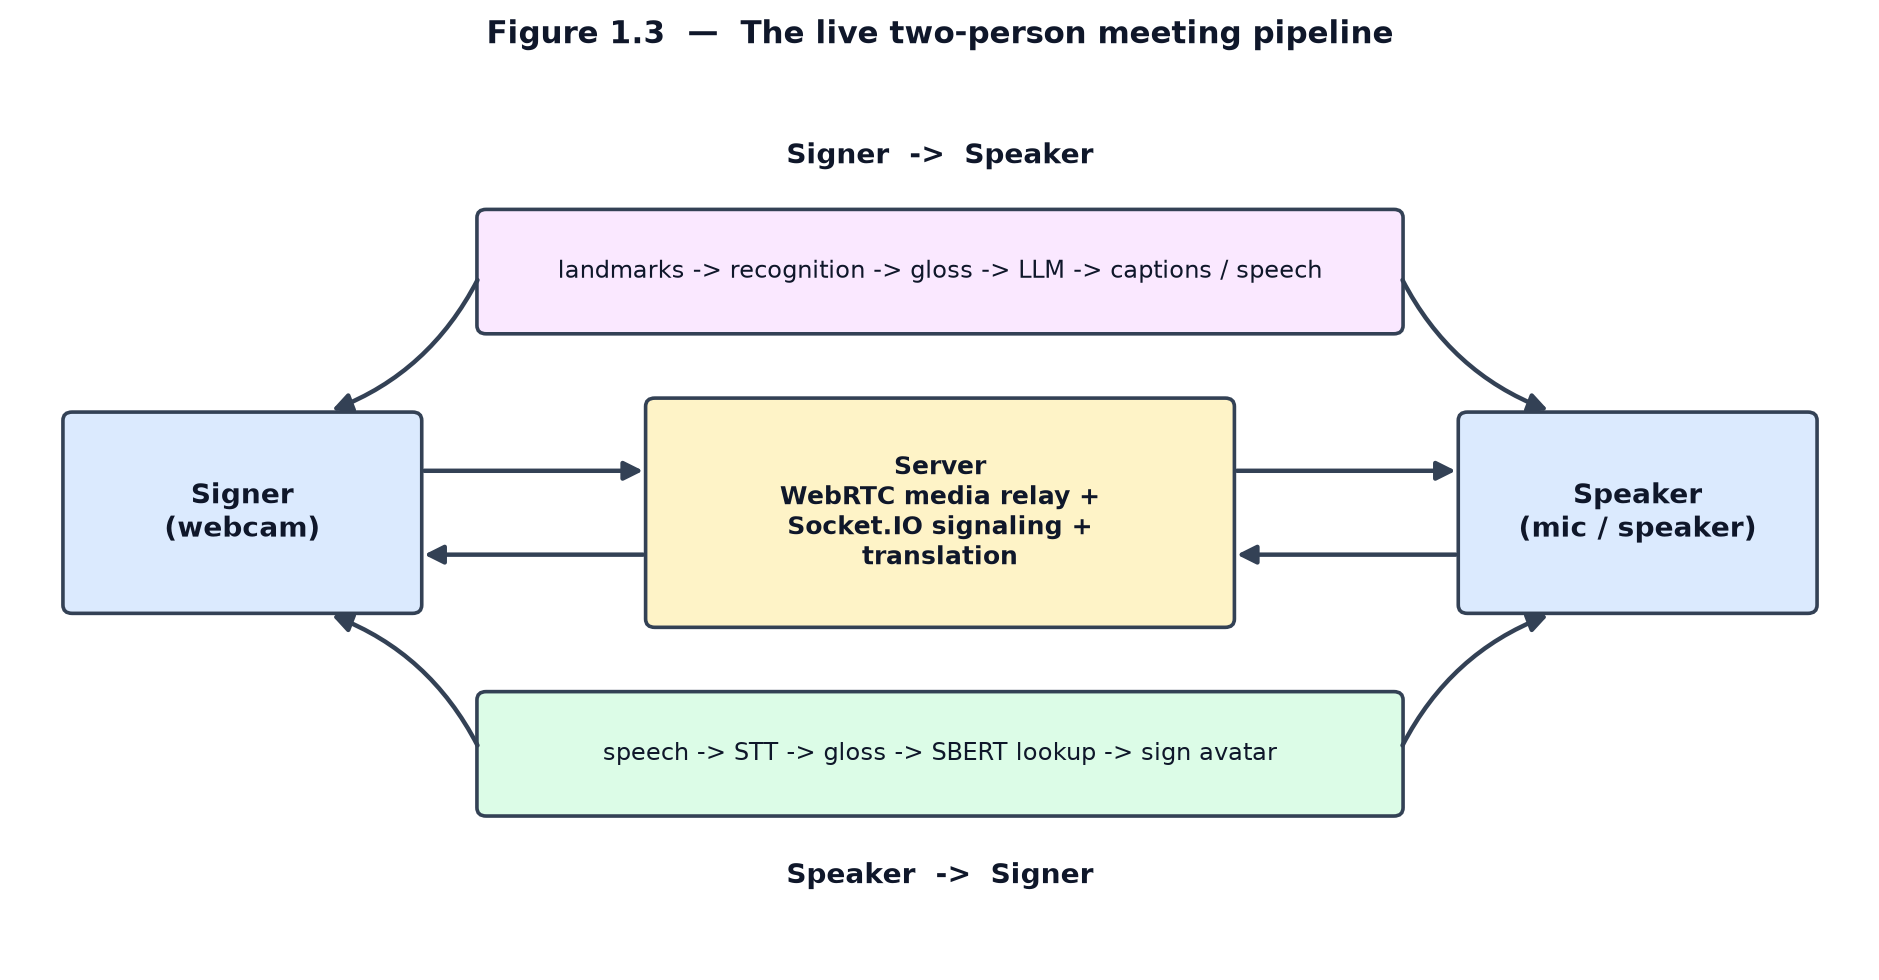 Figure 1.3 — The live two-person meeting pipeline
Signer -> Speaker
landmarks -> recognition -> gloss -> LLM -> captions / speech
Signer
(webcam)
Server
WebRTC media relay +
Socket.IO signaling +
translation
Speaker
(mic / speaker)
speech -> STT -> gloss -> SBERT lookup -> sign avatar
Speaker -> Signer